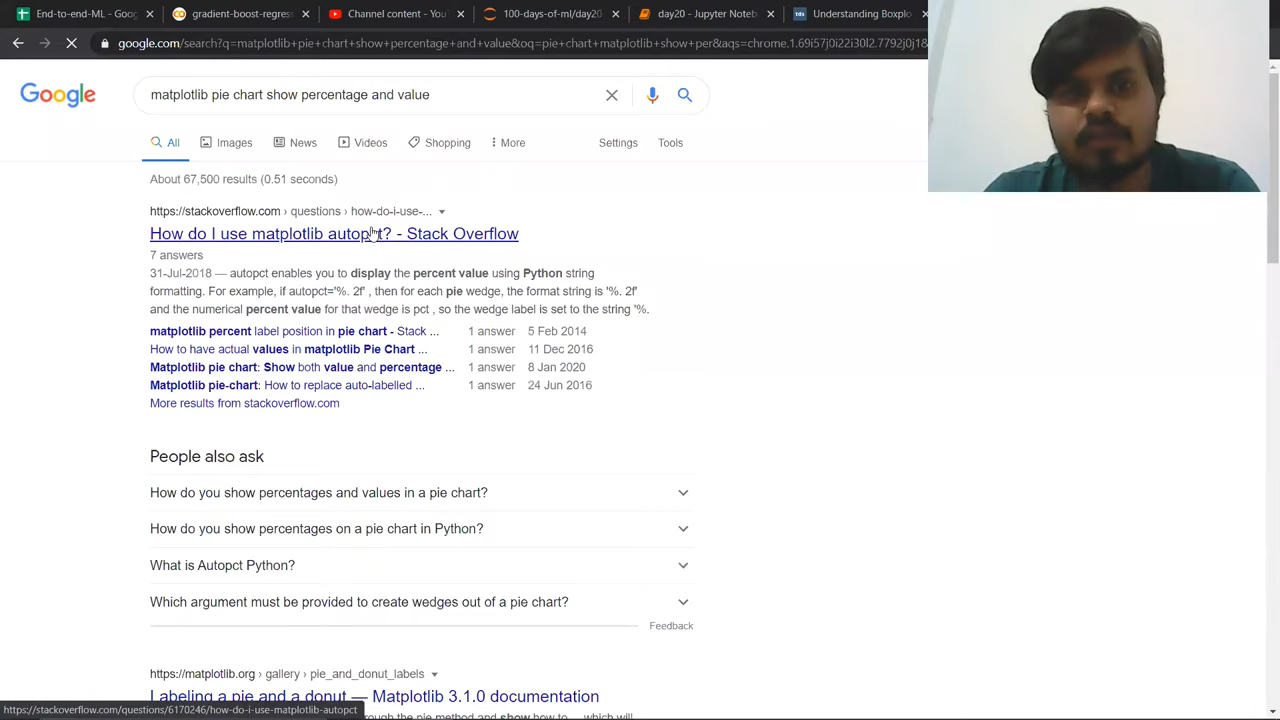 End-to-end-ML - Goog
gradient-boost-regres
Channel content - You
100-days-of-ml/day20
day20 - Jupyter Noteb
Understanding Boxplo
google.com/search?q=matplotlib+pie+chart+show+percentage+and+value&oq=pie+chart+matplotlib+show+per&aqs=chrome.1.69i57j0i22i30l2.7792j0j1&
Google
matplotlib pie chart show percentage and value
All
Images
News
Videos
Shopping
More
Settings
Tools
About 67,500 results (0.51 seconds)
https://stackoverflow.com › questions › how-do-i-use-...
How do I use matplotlib autopct? - Stack Overflow
7 answers
31-Jul-2018 — autopct enables you to display the percent value using Python string
formatting. For example, if autopct='%. 2f' , then for each pie wedge, the format string is '%. 2f'
and the numerical percent value for that wedge is pct , so the wedge label is set to the string '%.
matplotlib percent label position in pie chart - Stack ... 1 answer 5 Feb 2014
How to have actual values in matplotlib Pie Chart ... 1 answer 11 Dec 2016
Matplotlib pie chart: Show both value and percentage ... 1 answer 8 Jan 2020
Matplotlib pie-chart: How to replace auto-labelled ... 1 answer 24 Jun 2016
More results from stackoverflow.com
People also ask
How do you show percentages and values in a pie chart?
How do you show percentages on a pie chart in Python?
What is Autopct Python?
Which argument must be provided to create wedges out of a pie chart?
Feedback
https://matplotlib.org › gallery › pie_and_donut_labels
Labeling a pie and a donut — Matplotlib 3.1.0 documentation
rough the pie method and show how to ... which will
https://stackoverflow.com/questions/6170246/how-do-i-use-matplotlib-autopct